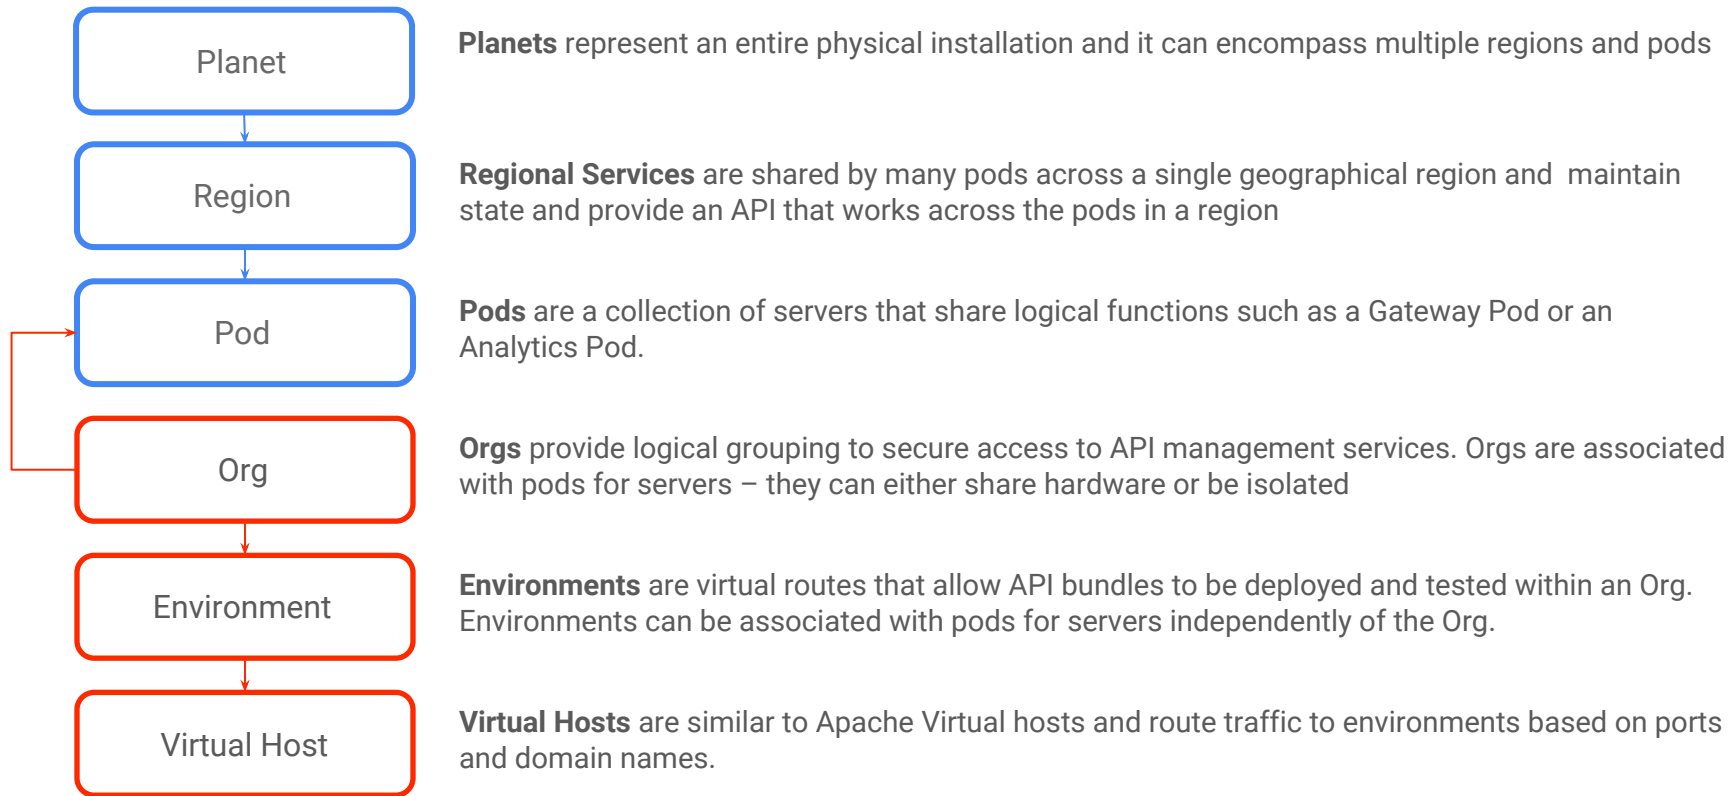 Planet
Planets represent an entire physical installation and it can encompass multiple regions and pods
Region
Regional Services are shared by many pods across a single geographical region and  maintain
state and provide an API that works across the pods in a region
Pod
Pods are a collection of servers that share logical functions such as a Gateway Pod or an
Analytics Pod.
Org
Orgs provide logical grouping to secure access to API management services. Orgs are associated
with pods for servers – they can either share hardware or be isolated
Environment
Environments are virtual routes that allow API bundles to be deployed and tested within an Org.
Environments can be associated with pods for servers independently of the Org.
Virtual Host
Virtual Hosts are similar to Apache Virtual hosts and route traffic to environments based on ports
and domain names.